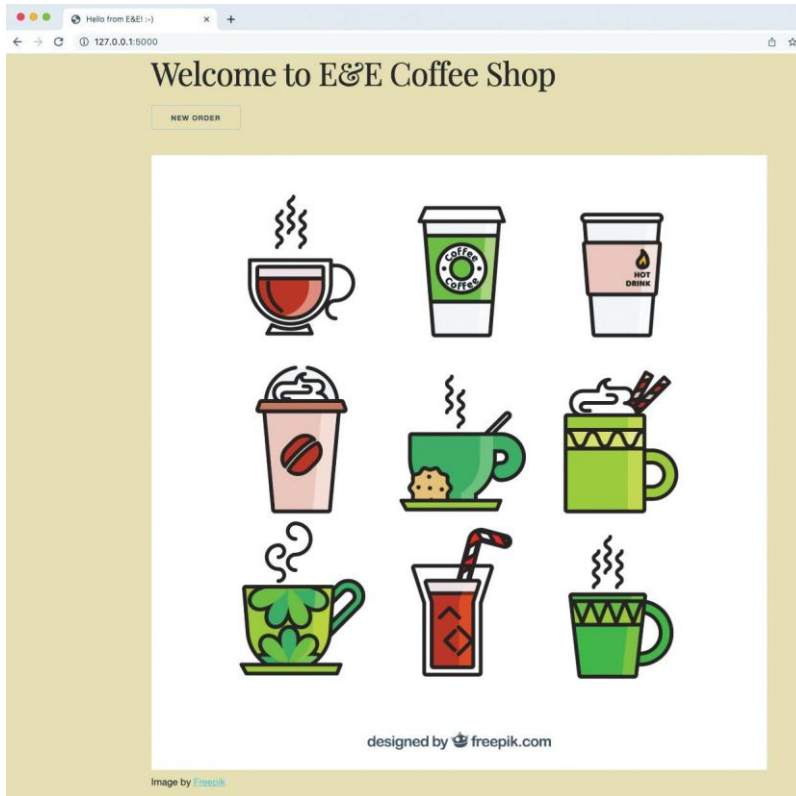 Hello from E&E! :-)
127.0.0.1:5000
Welcome to E&E Coffee Shop
NEW ORDER
Coffee
Coffee
HOT
DRINK
designed by freepik.com
Image by Freepik